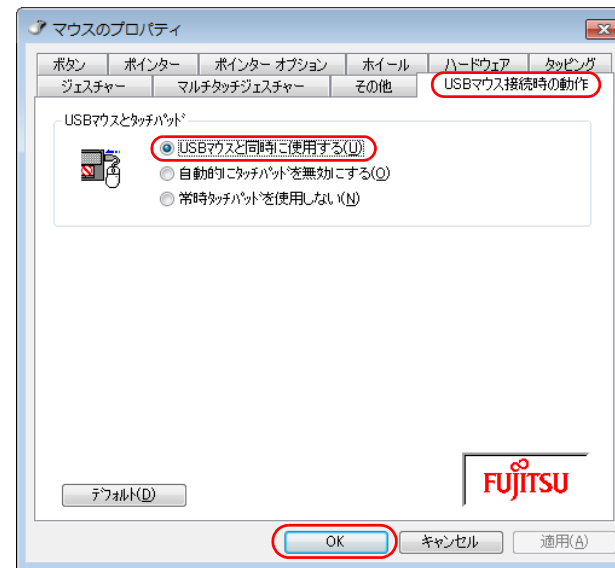 マウスのプロパティ
ボタン ポインター ポインター オプション ホイール ハードウェア タッピング
ジェスチャー マルチタッチジェスチャー その他 USBマウス接続時の動作
USBマウスとタッチパッド
USBマウスと同時に使用する(U)
自動的にタッチパッドを無効にする(O)
常時タッチパッドを使用しない(N)
FUJITSU
デフォルト(D)
OK キャンセル 適用(A)